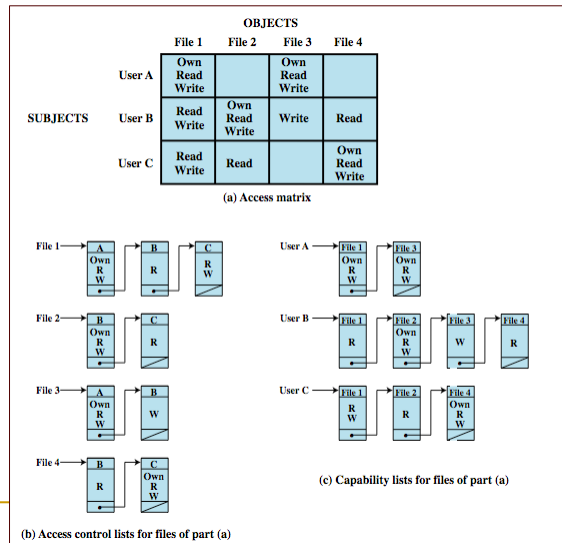 OBJECTS
File 1 File 2 File 3 File 4
User A
Own
Read
Write
Own
Read
Write
SUBJECTS
User B
Read
Write
Own
Read
Write
Write
Read
User C
Read
Write
Read
Own
Read
Write
(a) Access matrix
File 1
A
Own
R
W
B
R
C
R
W
File 2
B
Own
R
W
C
R
File 3
A
Own
R
W
B
W
File 4
B
R
C
Own
R
W
(b) Access control lists for files of part (a)
User A
File 1
Own
R
W
File 3
Own
R
W
User B
File 1
R
File 2
Own
R
W
File 3
W
File 4
R
User C
File 1
R
W
File 2
R
File 4
Own
R
W
(c) Capability lists for files of part (a)